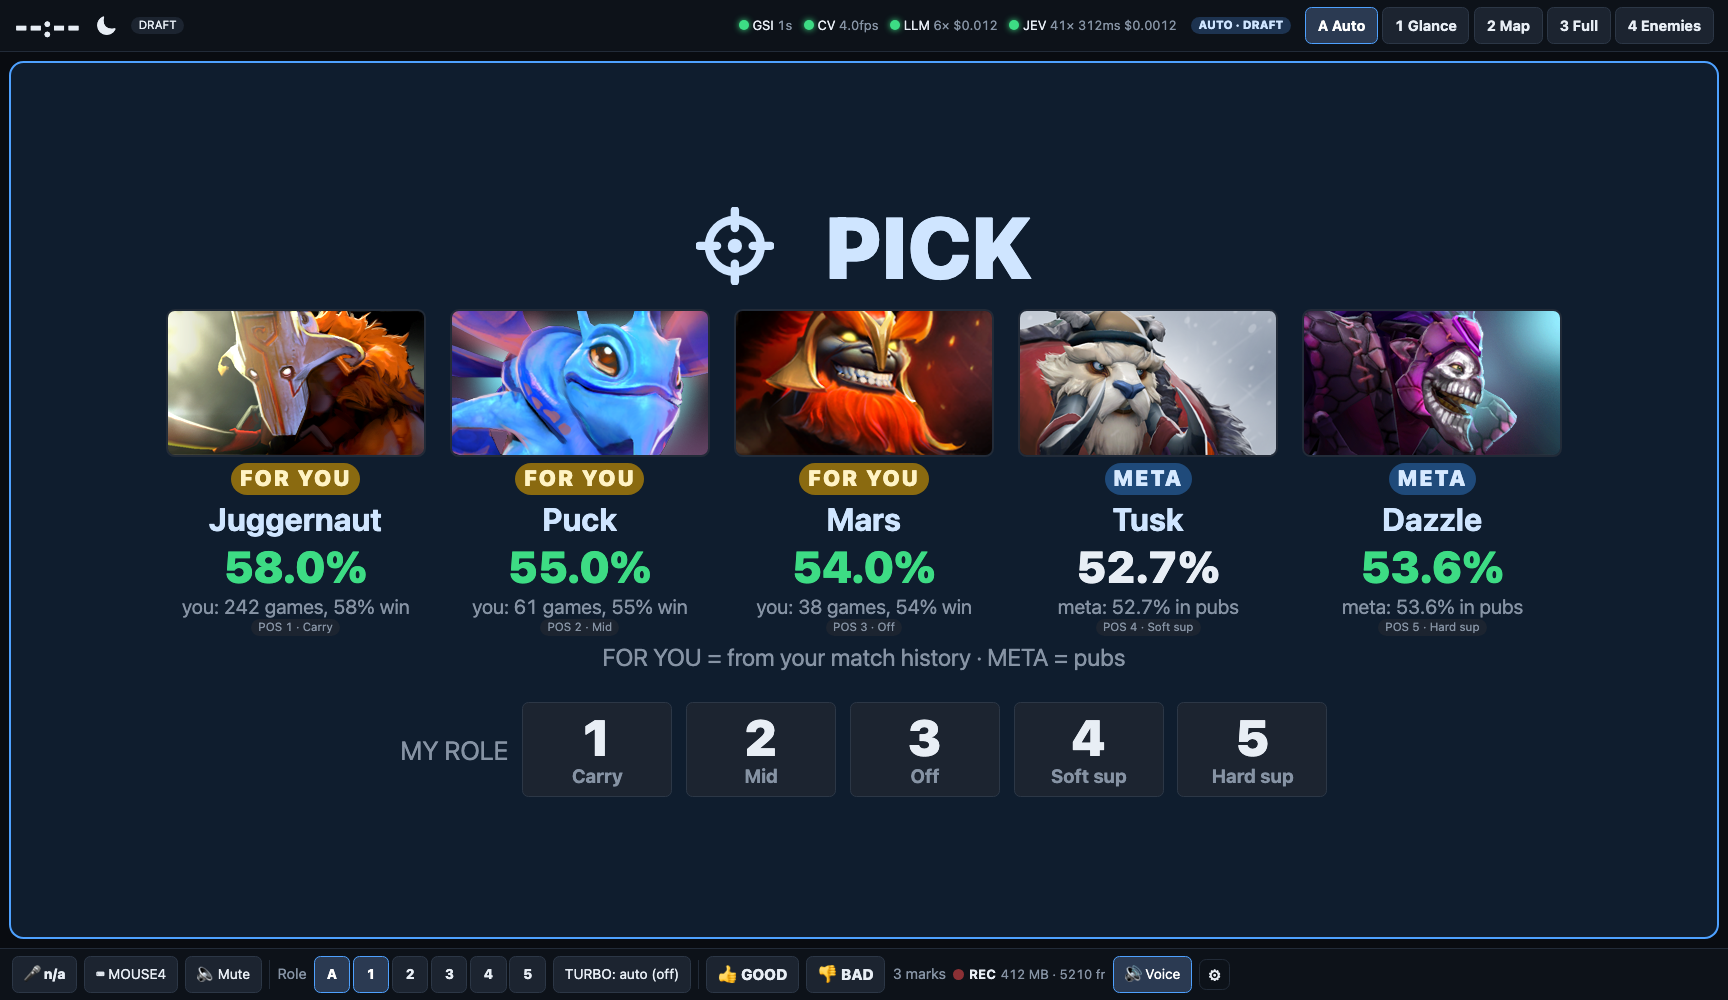 --:-- DRAFT GSI 1s CV 4.0fps LLM 6× $0.012 JEV 41× 312ms $0.0012 AUTO · DRAFT A Auto 1 Glance 2 Map 3 Full 4 Enemies
PICK
FOR YOU FOR YOU FOR YOU META META
Juggernaut Puck Mars Tusk Dazzle
58.0% 55.0% 54.0% 52.7% 53.6%
you: 242 games, 58% win you: 61 games, 55% win you: 38 games, 54% win meta: 52.7% in pubs meta: 53.6% in pubs
POS 1 · Carry POS 2 · Mid POS 3 · Off POS 4 · Soft sup POS 5 · Hard sup
FOR YOU = from your match history · META = pubs
MY ROLE 1 2 3 4 5
Carry Mid Off Soft sup Hard sup
n/a MOUSE4 Mute Role A 1 2 3 4 5 TURBO: auto (off) GOOD BAD 3 marks REC 412 MB · 5210 fr Voice